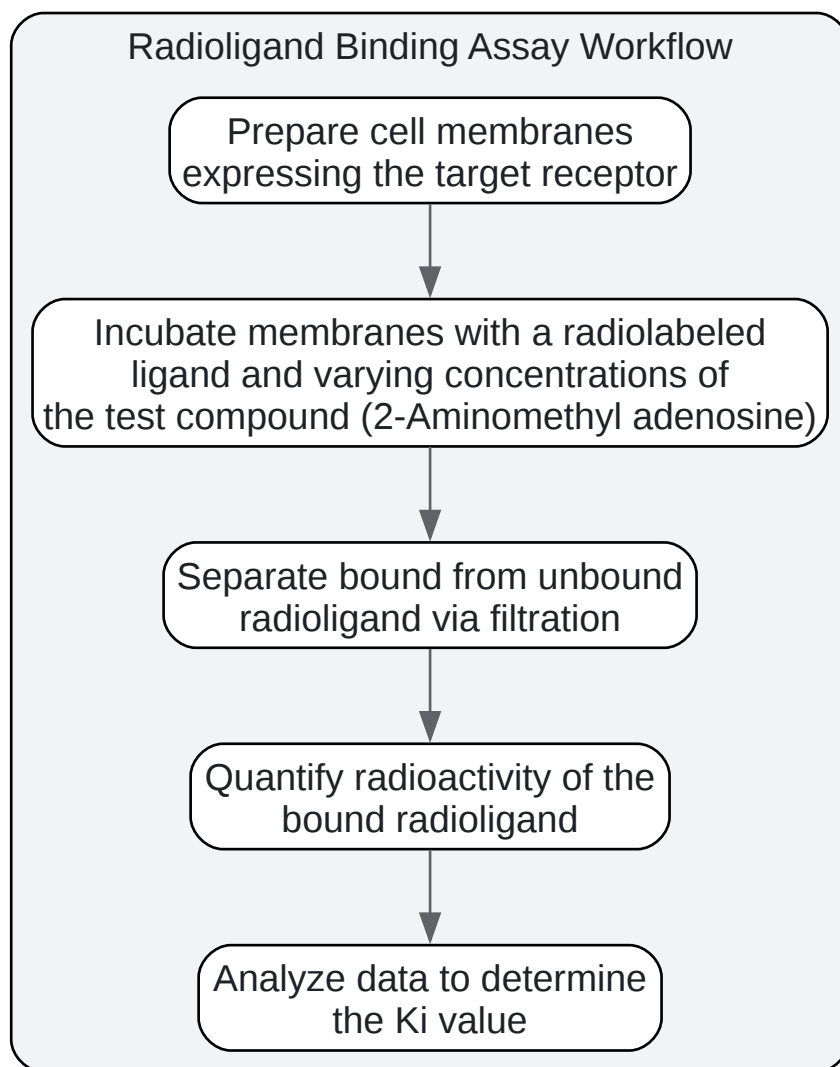 Radioligand Binding Assay Workflow
Prepare cell membranes
expressing the target receptor
Incubate membranes with a radiolabeled
ligand and varying concentrations of
the test compound (2-Aminomethyl adenosine)
Separate bound from unbound
radioligand via filtration
Quantify radioactivity of the
bound radioligand
Analyze data to determine
the Ki value